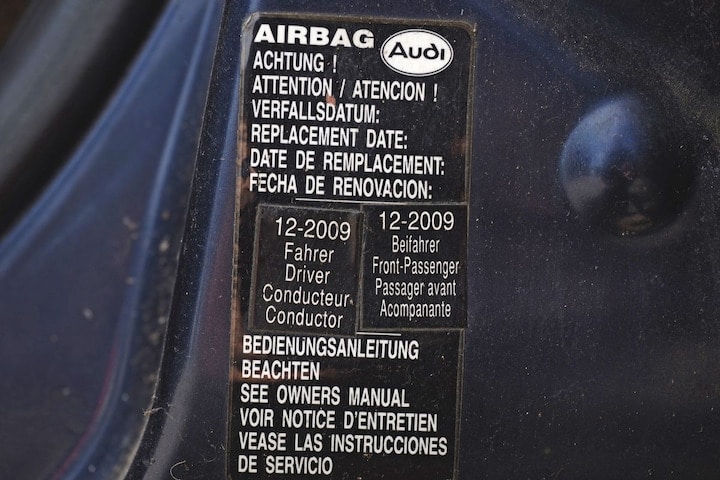 AIRBAG
Audi
ACHTUNG !
ATTENTION / ATENCION !
VERFALLSDATUM:
REPLACEMENT DATE:
DATE DE REMPLACEMENT:
FECHA DE RENOVACION:
12-2009
Fahrer
Driver
Conducteur
Conductor
12-2009
Beifahrer
Front-Passenger
Passager avant
Acompanante
BEDIENUNGSANLEITUNG
BEACHTEN
SEE OWNERS MANUAL
VOIR NOTICE D'ENTRETIEN
VEASE LAS INSTRUCCIONES
DE SERVICIO